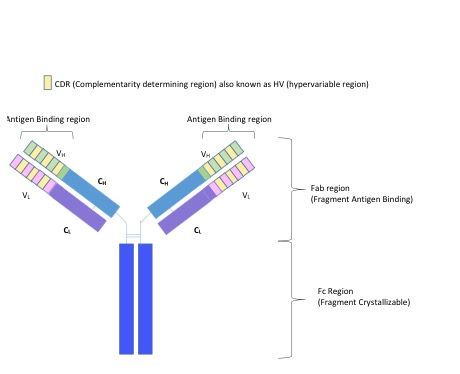 CDR (Complementarity determining region) also known as HV (hypervariable region)
Antigen Binding region
Antigen Binding region
VH
VH
CH
CH
VL
VL
CL
CL
Fab region
(Fragment Antigen Binding)
Fc Region
(Fragment Crystallizable)